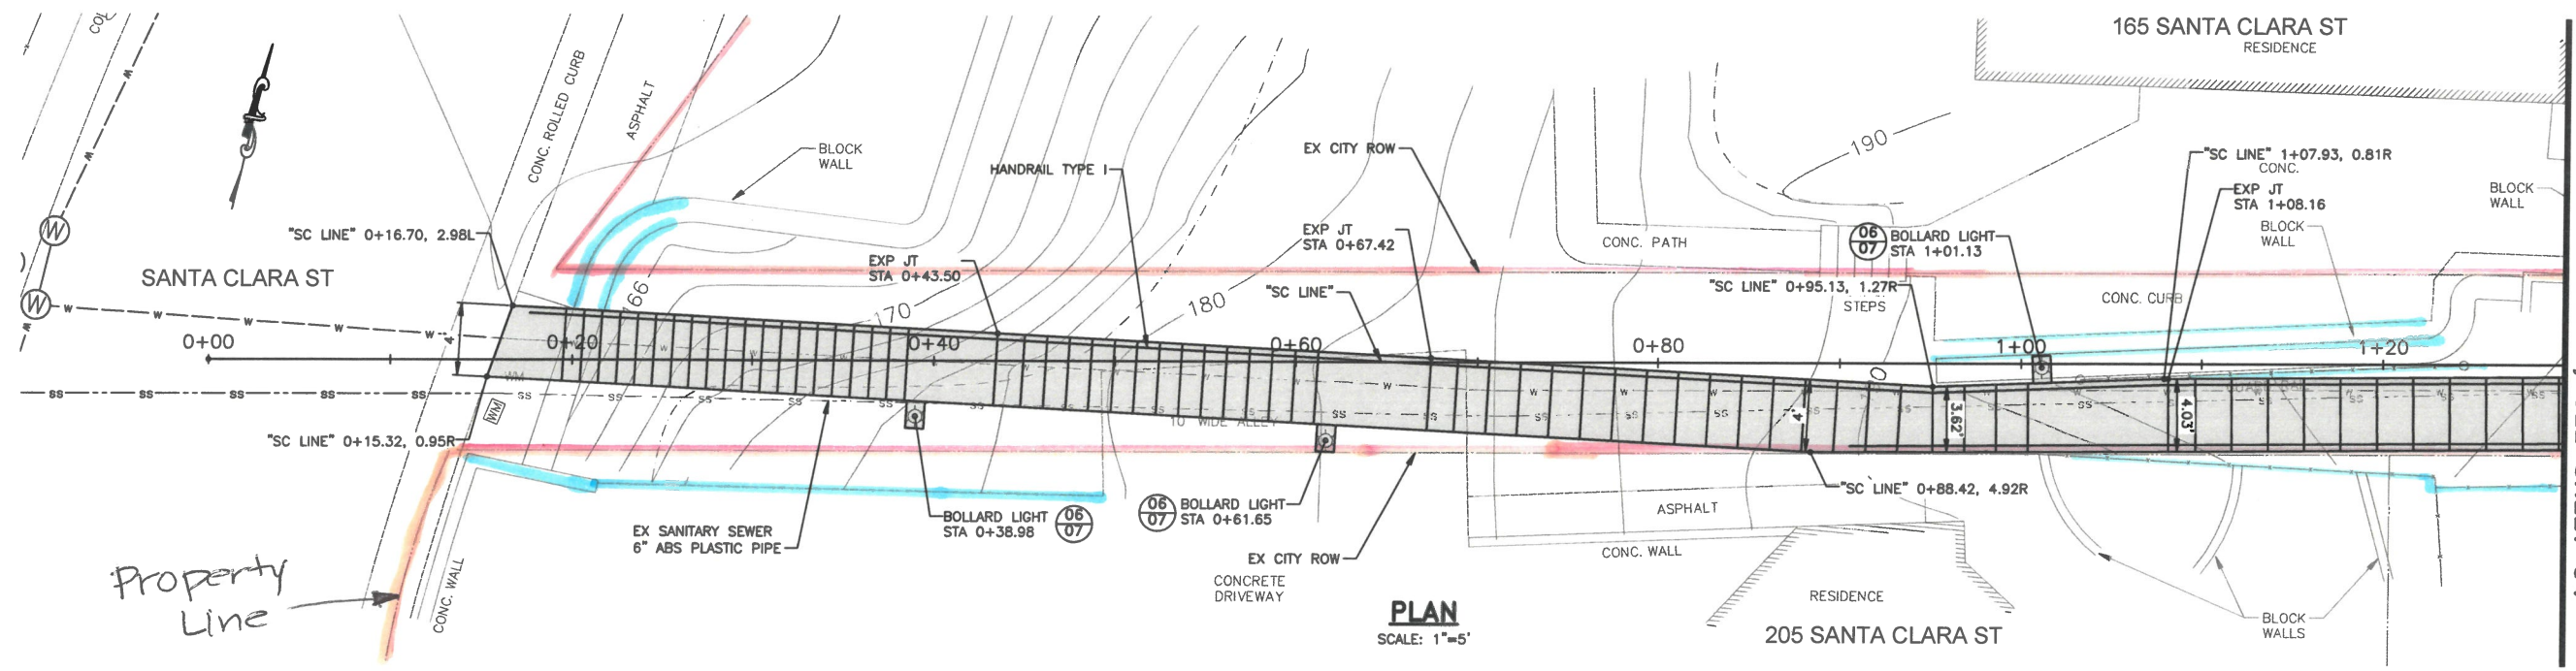 165 SANTA CLARA ST
RESIDENCE
CONC. ROLLED CURB
ASPHALT
BLOCK
WALL
HANDRAIL TYPE I
EX CITY ROW
190
"SC LINE" 1+07.93, 0.81R
CONC.
EXP JT
STA 1+08.16
BLOCK
WALL
BLOCK
WALL
"SC LINE" 0+16.70, 2.98L
EXP JT
STA 0+67.42
CONC. PATH
06
07
BOLLARD LIGHT
STA 1+01.13
SANTA CLARA ST
EXP JT
STA 0+43.50
166
170
180
"SC LINE"
"SC LINE" 0+95.13, 1.27R
STEPS
CONC. CURB
W
W
0+00
0+20
0+40
0+60
0+80
1+00
1+20
4'
WM
WM
4'
3.62'
4.03'
10' WIDE ALLEY
"SC LINE" 0+15.32, 0.95R
"SC LINE" 0+88.42, 4.92R
EX SANITARY SEWER
6" ABS PLASTIC PIPE
BOLLARD LIGHT
STA 0+38.98
06
07
06
07
BOLLARD LIGHT
STA 0+61.65
ASPHALT
CONC. WALL
EX CITY ROW
CONCRETE
DRIVEWAY
Property
Line
CONC. WALL
PLAN
SCALE: 1"=5'
RESIDENCE
205 SANTA CLARA ST
BLOCK
WALLS